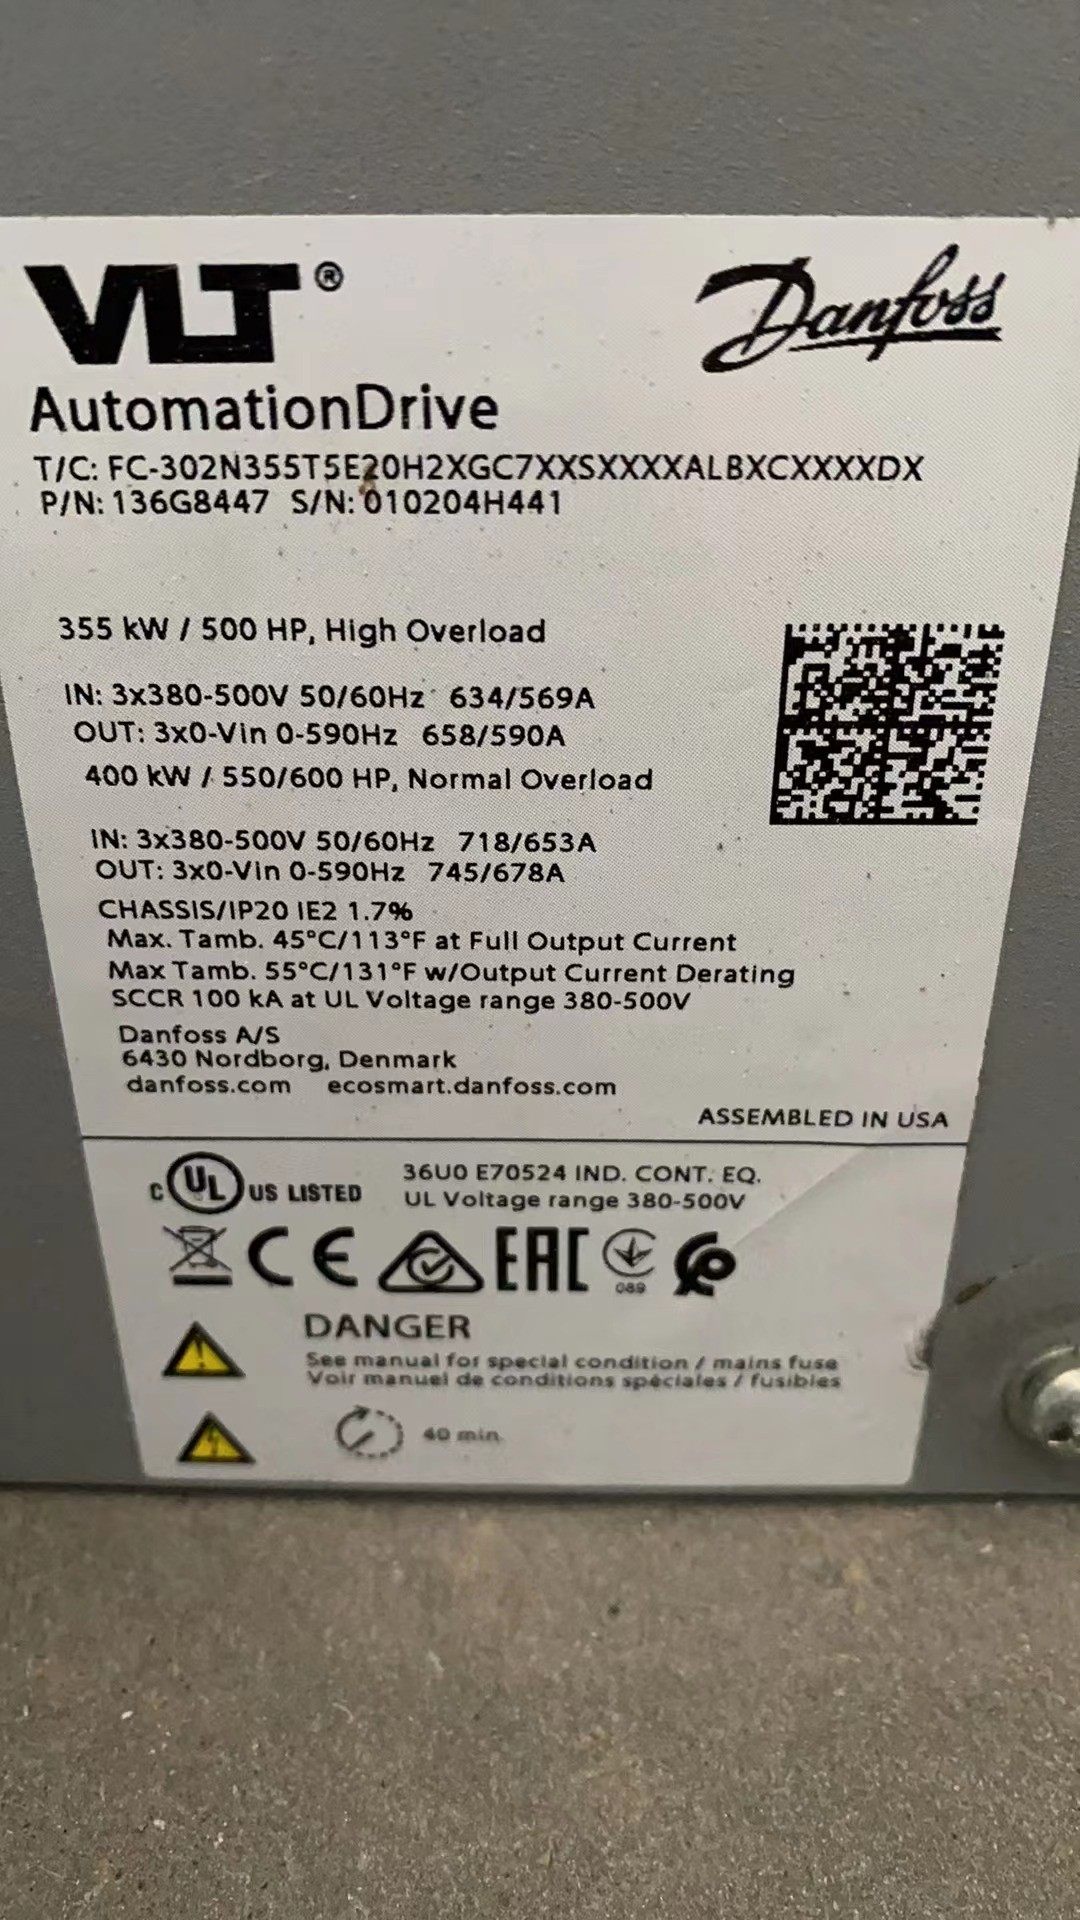 VLT®
Danfoss
AutomationDrive
T/C: FC-302N355T5E20H2XGC7XXSXXXXALBXCXXXXDX
P/N: 136G8447 S/N: 010204H441
355 kW / 500 HP, High Overload
IN: 3x380-500V 50/60Hz 634/569A
OUT: 3x0-Vin 0-590Hz 658/590A
400 kW / 550/600 HP, Normal Overload
IN: 3x380-500V 50/60Hz 718/653A
OUT: 3x0-Vin 0-590Hz 745/678A
CHASSIS/IP20 IE2 1.7%
Max. Tamb. 45°C/113°F at Full Output Current
Max Tamb. 55°C/131°F w/Output Current Derating
SCCR 100 kA at UL Voltage range 380-500V
Danfoss A/S
6430 Nordborg, Denmark
danfoss.com ecosmart.danfoss.com
ASSEMBLED IN USA
C UL US LISTED
36U0 E70524 IND. CONT. EQ.
UL Voltage range 380-500V
CE EAC 089
DANGER
See manual for special condition / mains fuse
Voir manuel de conditions spéciales / fusibles
40 min.